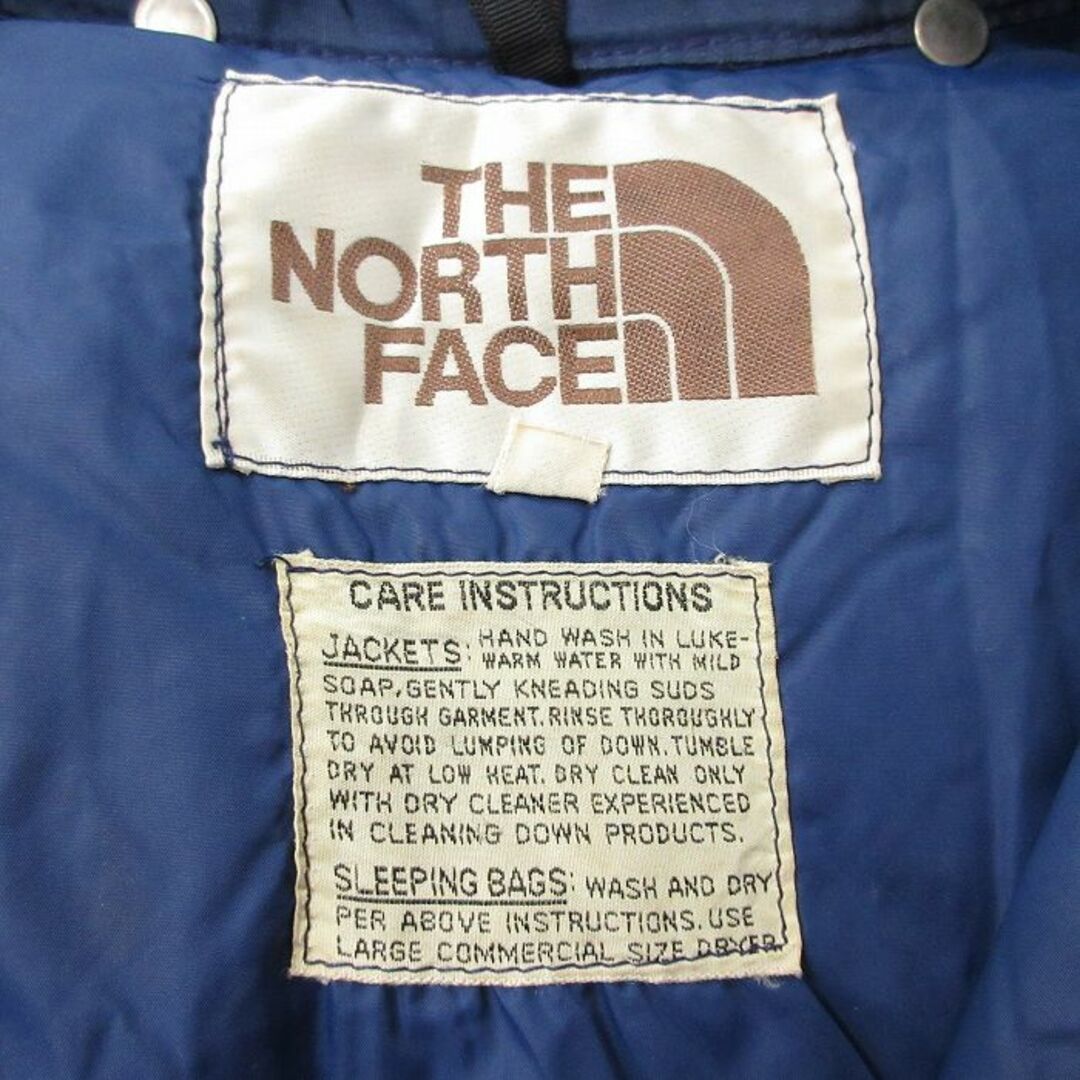 THE
NORTH
FACE
CARE INSTRUCTIONS
JACKETS: HAND WASH IN LUKE-
WARM WATER WITH MILD
SOAP, GENTLY KNEADING SUDS
THROUGH GARMENT. RINSE THOROUGHLY
TO AVOID LUMPING OF DOWN. TUMBLE
DRY AT LOW HEAT. DRY CLEAN ONLY
WITH DRY CLEANER EXPERIENCED
IN CLEANING DOWN PRODUCTS.
SLEEPING BAGS: WASH AND DRY
PER ABOVE INSTRUCTIONS. USE
LARGE COMMERCIAL SIZE DRYER